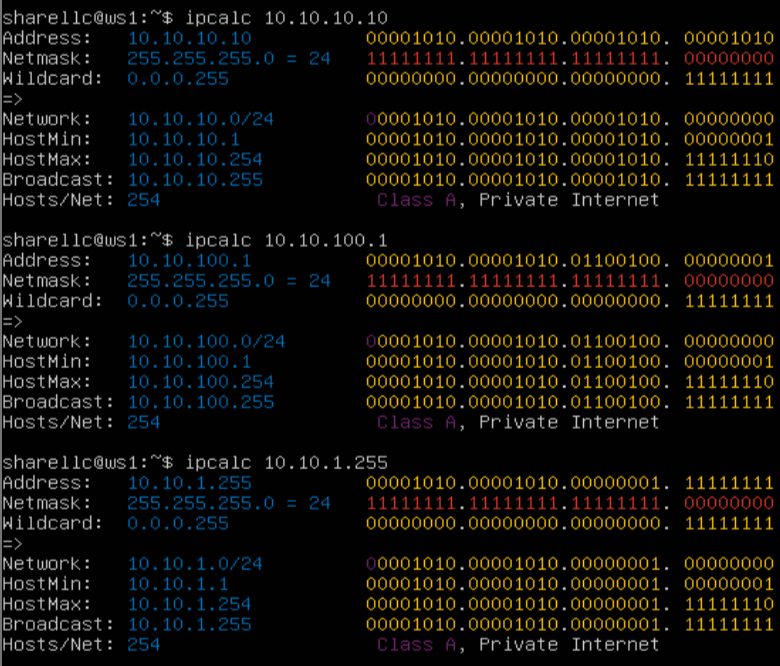 sharellc@ws1:~$ ipcalc 10.10.10.10
Address:   10.10.10.10          00001010.00001010.00001010. 00001010
Netmask:   255.255.255.0 = 24   11111111.11111111.11111111. 00000000
Wildcard:  0.0.0.255            00000000.00000000.00000000. 11111111
=>
Network:   10.10.10.0/24        00001010.00001010.00001010. 00000000
HostMin:   10.10.10.1           00001010.00001010.00001010. 00000001
HostMax:   10.10.10.254         00001010.00001010.00001010. 11111110
Broadcast: 10.10.10.255         00001010.00001010.00001010. 11111111
Hosts/Net: 254                   Class A, Private Internet

sharellc@ws1:~$ ipcalc 10.10.100.1
Address:   10.10.100.1          00001010.00001010.01100100. 00000001
Netmask:   255.255.255.0 = 24   11111111.11111111.11111111. 00000000
Wildcard:  0.0.0.255            00000000.00000000.00000000. 11111111
=>
Network:   10.10.100.0/24       00001010.00001010.01100100. 00000000
HostMin:   10.10.100.1          00001010.00001010.01100100. 00000001
HostMax:   10.10.100.254        00001010.00001010.01100100. 11111110
Broadcast: 10.10.100.255        00001010.00001010.01100100. 11111111
Hosts/Net: 254                   Class A, Private Internet

sharellc@ws1:~$ ipcalc 10.10.1.255
Address:   10.10.1.255          00001010.00001010.00000001. 11111111
Netmask:   255.255.255.0 = 24   11111111.11111111.11111111. 00000000
Wildcard:  0.0.0.255            00000000.00000000.00000000. 11111111
=>
Network:   10.10.1.0/24         00001010.00001010.00000001. 00000000
HostMin:   10.10.1.1            00001010.00001010.00000001. 00000001
HostMax:   10.10.1.254          00001010.00001010.00000001. 11111110
Broadcast: 10.10.1.255          00001010.00001010.00000001. 11111111
Hosts/Net: 254                   Class A, Private Internet